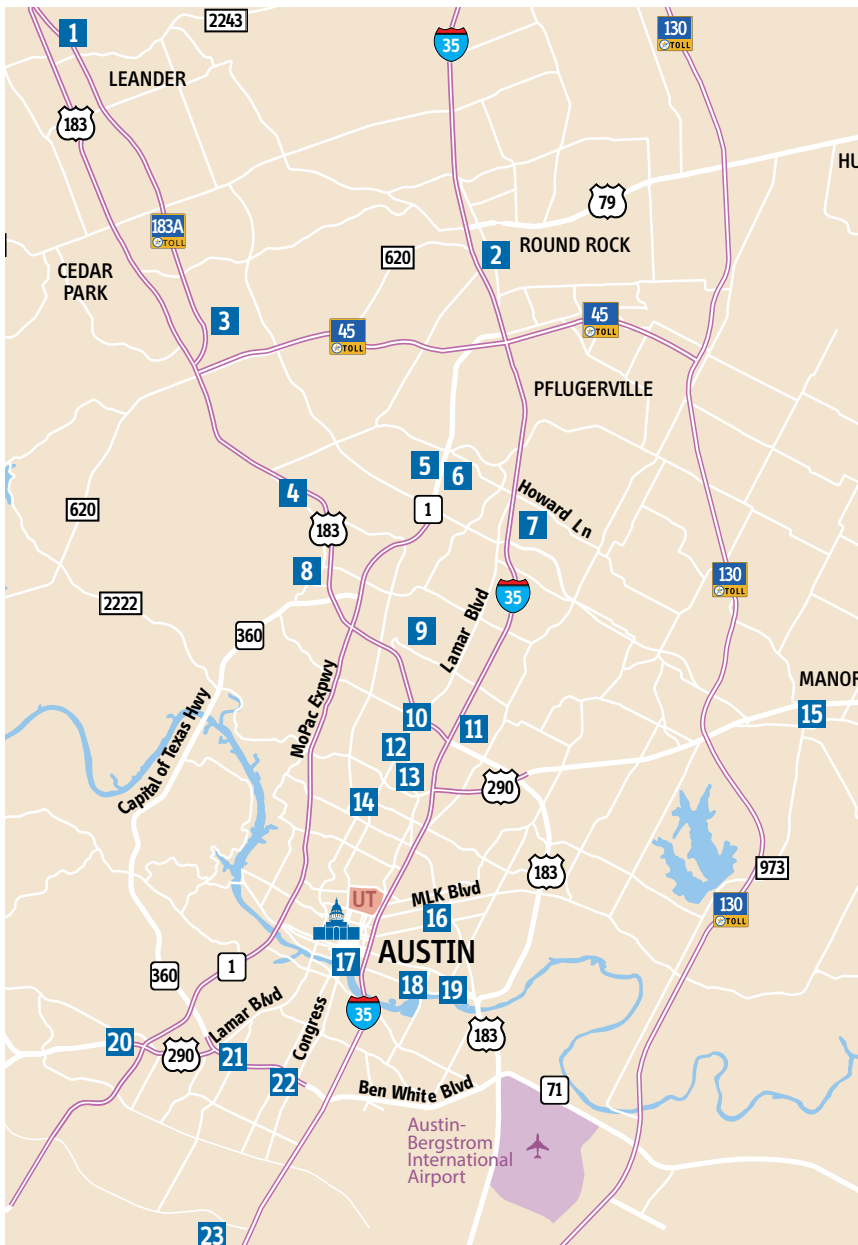 2243
35
130
TOLL
1
LEANDER
183
HU
79
183A
TOLL
2
ROUND ROCK
620
CEDAR
PARK
3
45
TOLL
45
TOLL
PFLUGERVILLE
5
6
4
Howard Ln
620
1
183
7
8
130
TOLL
35
2222
360
9
Lamar Blvd
MANOR
15
MoPac Expwy
10
11
Capital of Texas Hwy
12
13
290
14
183
973
UT
MLK Blvd
130
TOLL
16
AUSTIN
17
360
1
18
19
Lamar Blvd
35
Congress
183
20
290
21
22
Ben White Blvd
71
Austin-
Bergstrom
International
Airport
23